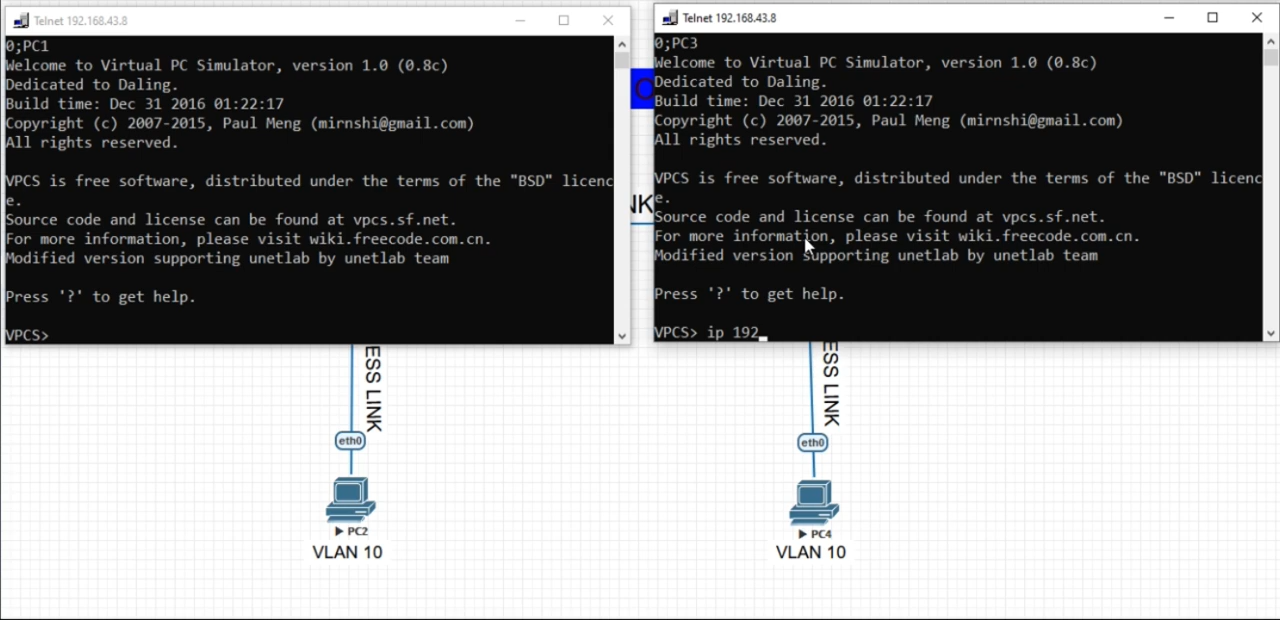 Telnet 192.168.43.8
0;PC1
Welcome to Virtual PC Simulator, version 1.0 (0.8c)
Dedicated to Daling.
Build time: Dec 31 2016 01:22:17
Copyright (c) 2007-2015, Paul Meng (mirnshi@gmail.com)
All rights reserved.
VPCS is free software, distributed under the terms of the "BSD" licenc
e.
Source code and license can be found at vpcs.sf.net.
For more information, please visit wiki.freecode.com.cn.
Modified version supporting unetlab by unetlab team
Press '?' to get help.
VPCS>
Telnet 192.168.43.8
0;PC3
Welcome to Virtual PC Simulator, version 1.0 (0.8c)
Dedicated to Daling.
Build time: Dec 31 2016 01:22:17
Copyright (c) 2007-2015, Paul Meng (mirnshi@gmail.com)
All rights reserved.
VPCS is free software, distributed under the terms of the "BSD" licenc
e.
Source code and license can be found at vpcs.sf.net.
For more information, please visit wiki.freecode.com.cn.
Modified version supporting unetlab by unetlab team
Press '?' to get help.
VPCS> ip 192
NK
ESS LINK
eth0
PC2
VLAN 10
ESS LINK
eth0
PC4
VLAN 10